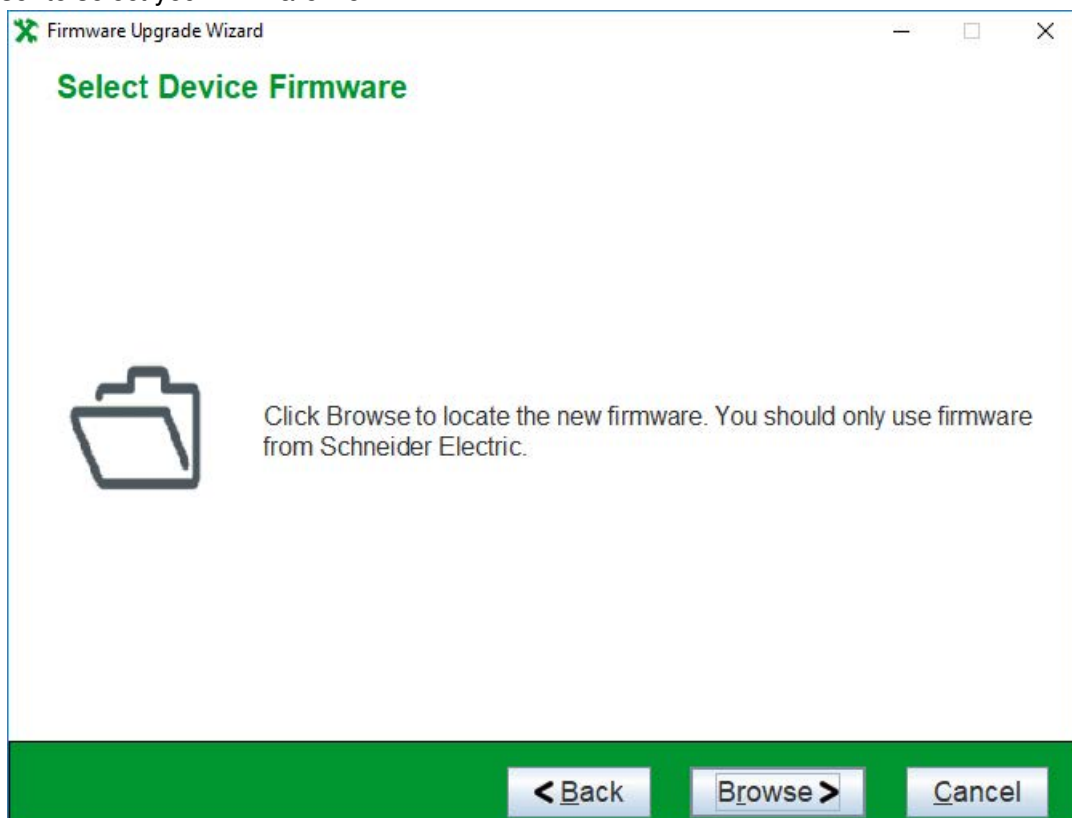 Firmware Upgrade Wizard
Select Device Firmware
Click Browse to locate the new firmware. You should only use firmware
from Schneider Electric.
< Back Browse > Cancel